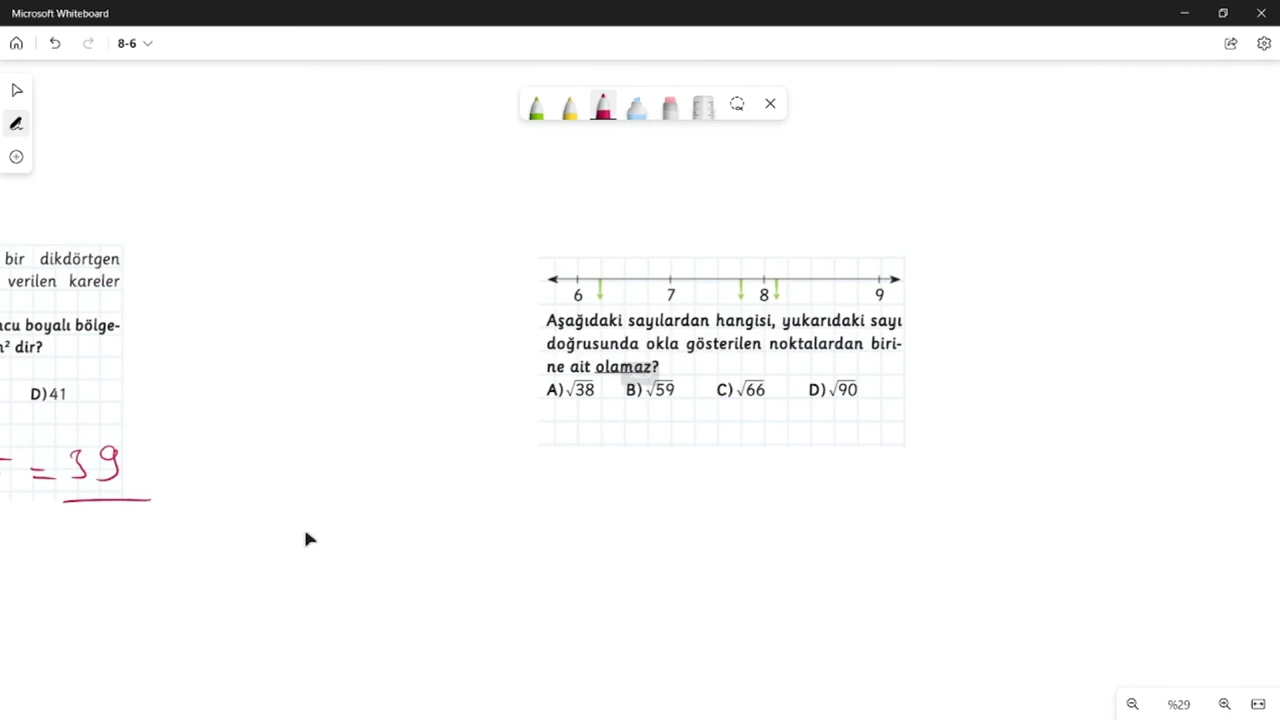 Microsoft Whiteboard
8-6
bir dikdörtgen
verilen kareler
ncu boyalı bölge-
n² dir?
D) 41
= 39
6 7 8 9
Aşağıdaki sayılardan hangisi, yukarıdaki sayı
doğrusunda okla gösterilen noktalardan biri-
ne ait olamaz?
A) √38 B) √59 C) √66 D) √90
%29